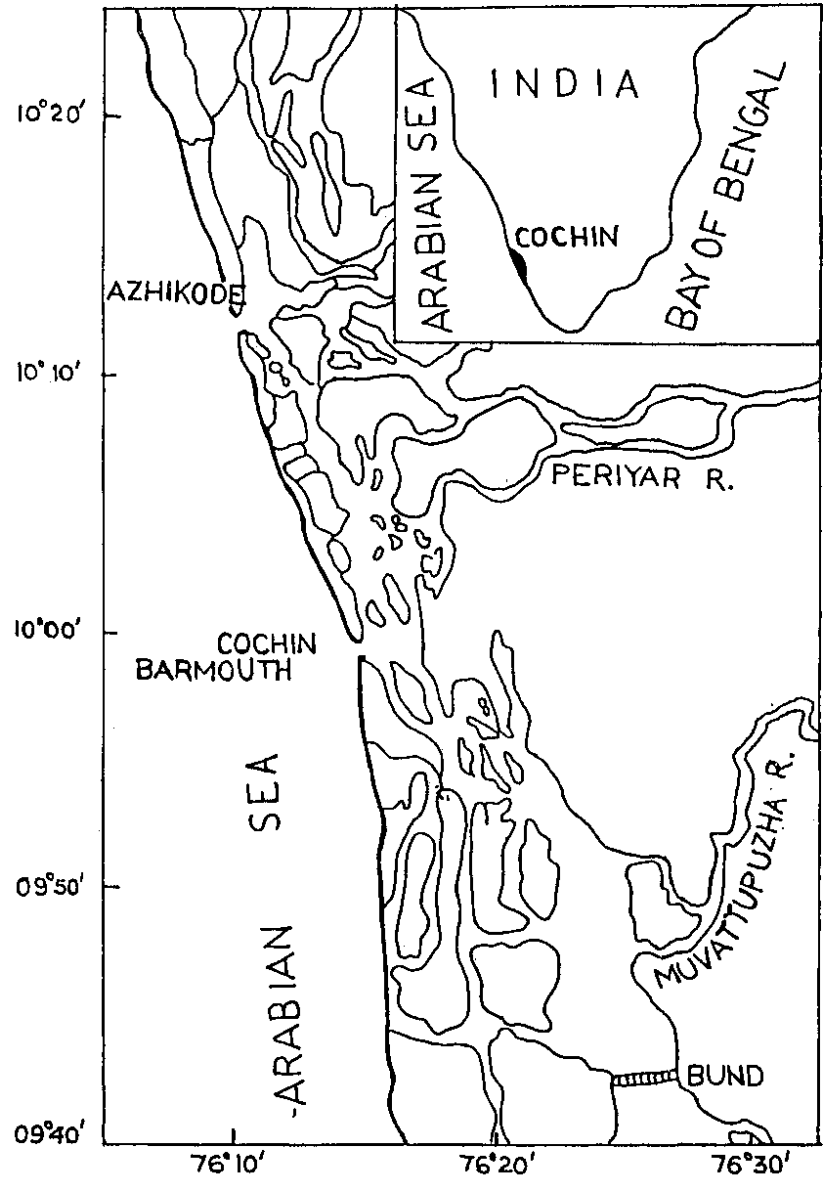 10°20'
10°10'
10°00'
09°50'
09°40'
76°10'
76°20'
76°30'
INDIA
ARABIAN SEA
BAY OF BENGAL
COCHIN
AZHIKODE
PERIYAR R.
COCHIN
BARMOUTH
ARABIAN SEA
MUVATTUPUZHA R.
BUND